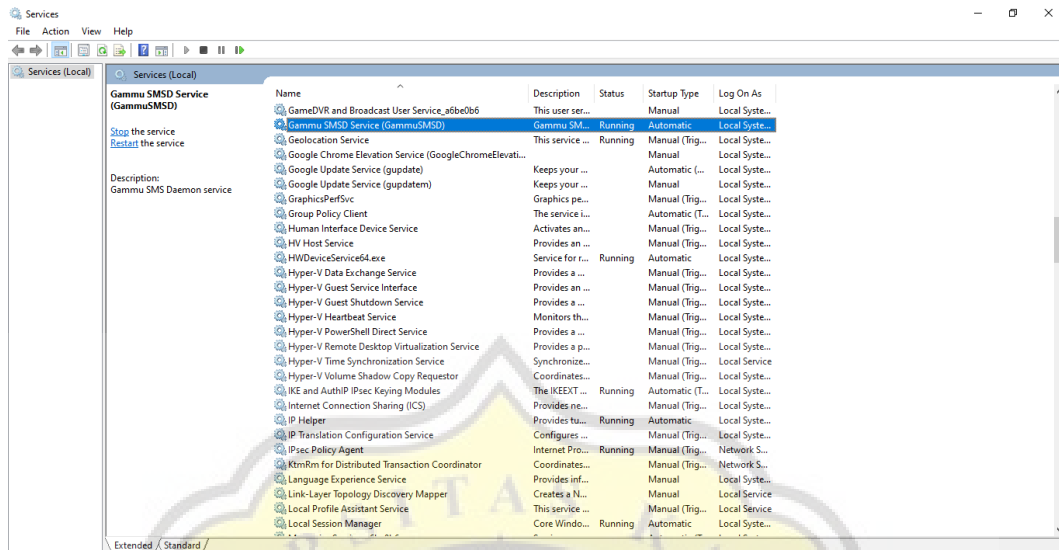 Services
File Action View Help
Services (Local)
Services (Local)
Gammu SMSD Service
(GammuSMSD)
Stop the service
Restart the service
Description:
Gammu SMS Daemon service
Name Description Status Startup Type Log On As
GameDVR and Broadcast User Service_a6be0b6 This user ser... Manual Local Syste...
Gammu SMSD Service (GammuSMSD) Gammu SM... Running Automatic Local Syste...
Geolocation Service This service ... Running Manual (Trig... Local Syste...
Google Chrome Elevation Service (GoogleChromeElevati... Manual Local Syste...
Google Update Service (gupdate) Keeps your ... Automatic (... Local Syste...
Google Update Service (gupdatem) Keeps your ... Manual Local Syste...
GraphicsPerfSvc Graphics pe... Manual (Trig... Local Syste...
Group Policy Client The service i... Automatic (T... Local Syste...
Human Interface Device Service Activates an... Manual (Trig... Local Syste...
HV Host Service Provides an ... Manual (Trig... Local Syste...
HWDeviceService64.exe Service for r... Running Automatic Local Syste...
Hyper-V Data Exchange Service Provides a ... Manual (Trig... Local Syste...
Hyper-V Guest Service Interface Provides an ... Manual (Trig... Local Syste...
Hyper-V Guest Shutdown Service Provides a ... Manual (Trig... Local Syste...
Hyper-V Heartbeat Service Monitors th... Manual (Trig... Local Syste...
Hyper-V PowerShell Direct Service Provides a ... Manual (Trig... Local Syste...
Hyper-V Remote Desktop Virtualization Service Provides a p... Manual (Trig... Local Syste...
Hyper-V Time Synchronization Service Synchronize... Manual (Trig... Local Service
Hyper-V Volume Shadow Copy Requestor Coordinates... Manual (Trig... Local Syste...
IKE and AuthIP IPsec Keying Modules The IKEEXT ... Running Automatic (T... Local Syste...
Internet Connection Sharing (ICS) Provides ne... Manual (Trig... Local Syste...
IP Helper Provides tu... Running Automatic Local Syste...
IP Translation Configuration Service Configures ... Manual (Trig... Local Syste...
IPsec Policy Agent Internet Pro... Running Manual (Trig... Network S...
KtmRm for Distributed Transaction Coordinator Coordinates... Manual (Trig... Network S...
Language Experience Service Provides inf... Manual Local Syste...
Link-Layer Topology Discovery Mapper Creates a N... Manual Local Service
Local Profile Assistant Service This service ... Manual (Trig... Local Service
Local Session Manager Core Windo... Running Automatic Local Syste...
Extended Standard